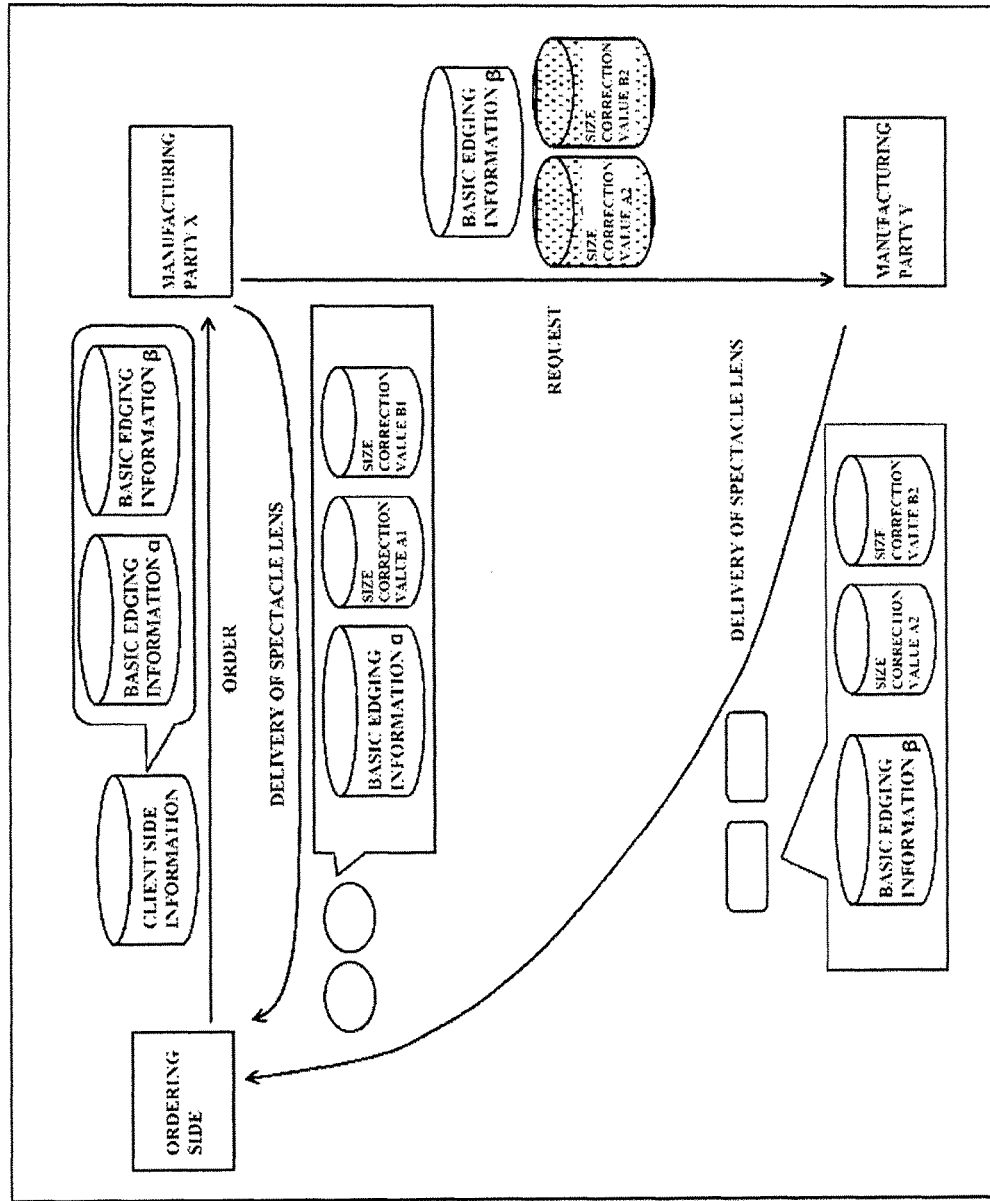 ORDERING
SIDE
CLIENT SIDE
INFORMATION
BASIC EDGING
INFORMATION α
BASIC EDGING
INFORMATION β
ORDER
MANUFACTURING
PARTY X
DELIVERY OF SPECTACLE LENS
BASIC EDGING
INFORMATION α
SIZE
CORRECTION
VALUE A1
SIZE
CORRECTION
VALUE B1
REQUEST
BASIC EDGING
INFORMATION β
SIZE
CORRECTION
VALUE A2
SIZE
CORRECTION
VALUE B2
DELIVERY OF SPECTACLE LENS
BASIC EDGING
INFORMATION β
SIZE
CORRECTION
VALUE A2
SIZE
CORRECTION
VALUE B2
MANUFACTURING
PARTY Y